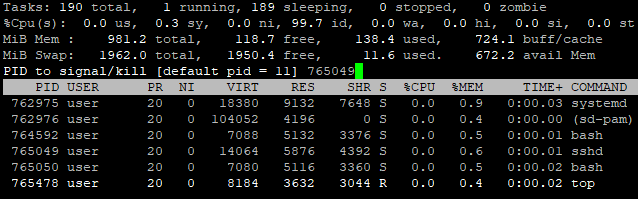 Tasks: 190 total,   1 running, 189 sleeping,   0 stopped,   0 zombie
%Cpu(s):  0.0 us,  0.3 sy,  0.0 ni, 99.7 id,  0.0 wa,  0.0 hi,  0.0 si,  0.0 st
MiB Mem :    981.2 total,    118.7 free,    138.4 used,    724.1 buff/cache
MiB Swap:   1962.0 total,   1950.4 free,     11.6 used.    672.2 avail Mem
PID to signal/kill [default pid = 11] 765049
PID USER      PR  NI    VIRT    RES    SHR S  %CPU  %MEM     TIME+ COMMAND
762975 user      20   0   18380   9132   7648 S   0.0   0.9   0:00.03 systemd
762976 user      20   0  104052   4196      0 S   0.0   0.4   0:00.00 (sd-pam)
764592 user      20   0    7088   5132   3376 S   0.0   0.5   0:00.01 bash
765049 user      20   0   14064   5876   4392 S   0.0   0.6   0:00.01 sshd
765050 user      20   0    7080   5116   3360 S   0.0   0.5   0:00.02 bash
765478 user      20   0    8184   3632   3044 R   0.0   0.4   0:00.02 top